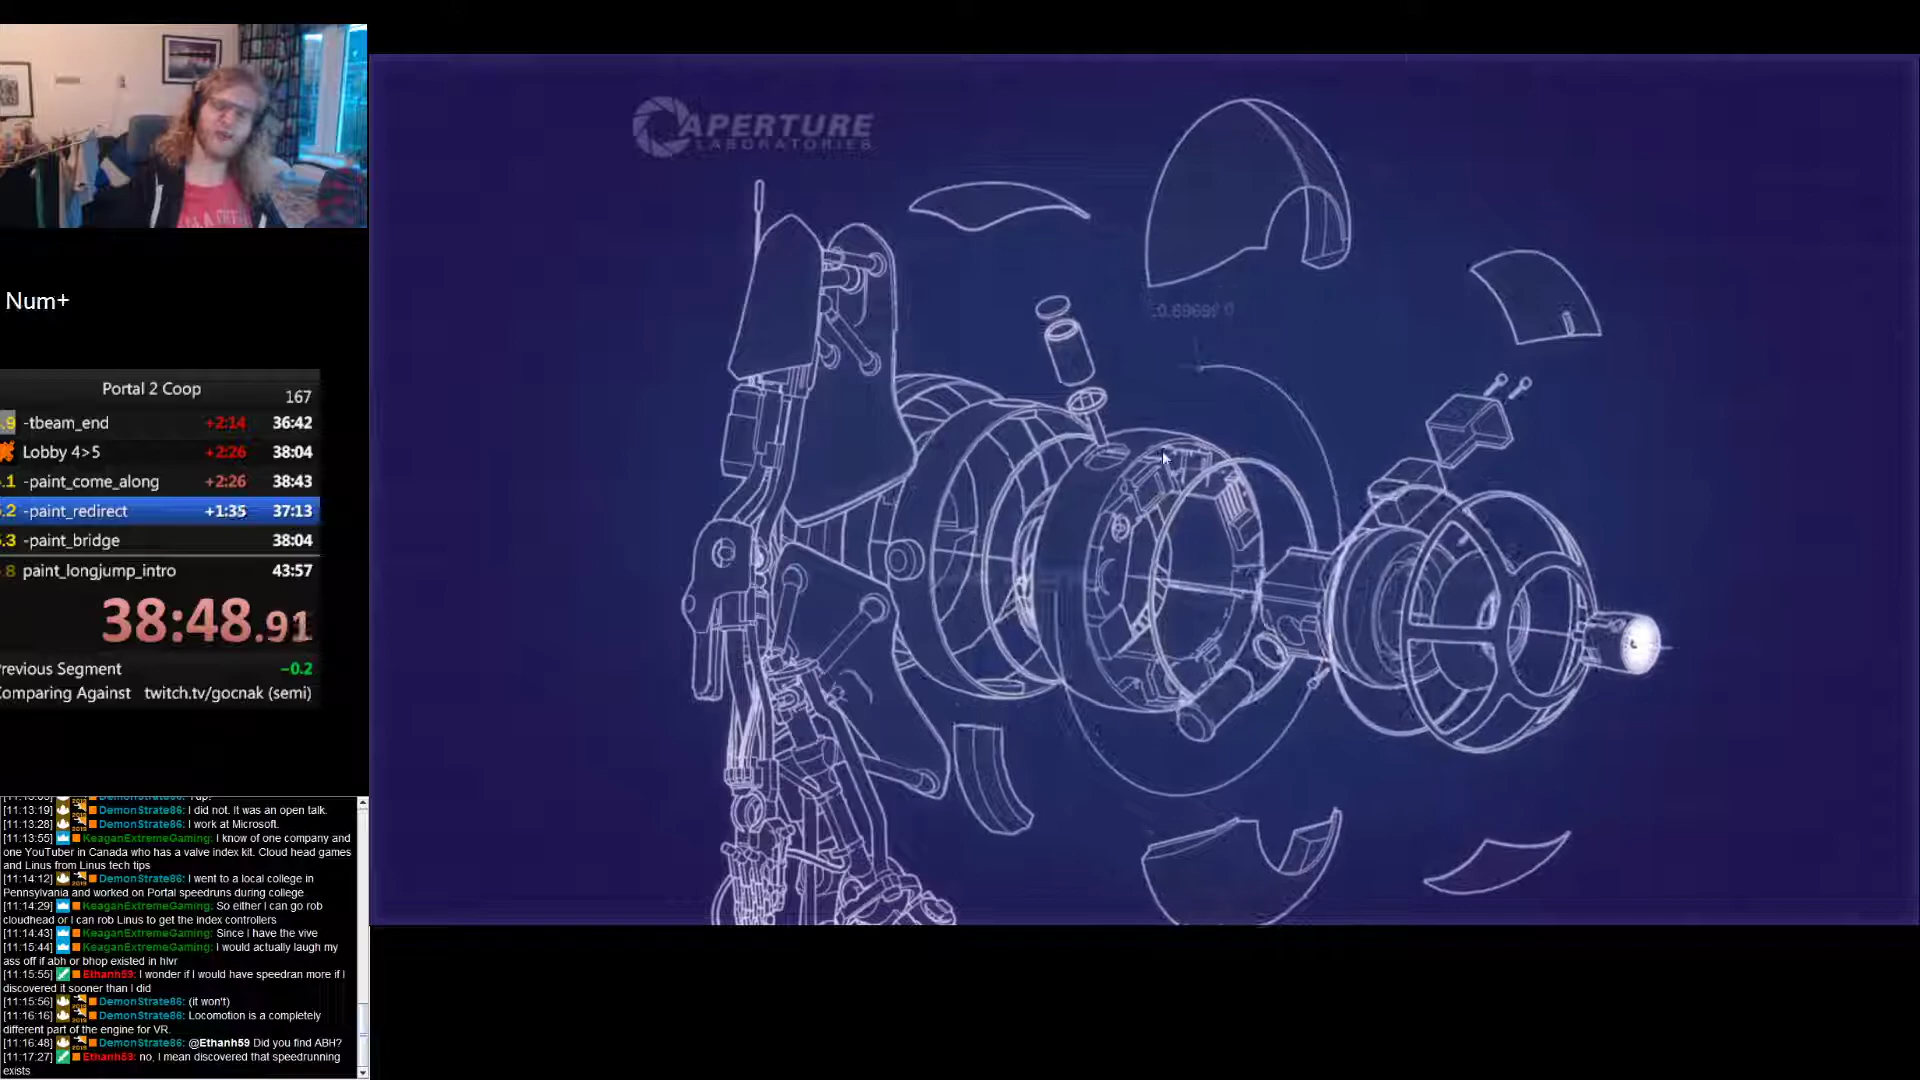 APERTURE
LABORATORIES
Num+
Portal 2 Coop
167
.9 -tbeam_end +2:14 36:42
Lobby 4>5 +2:26 38:04
.1 -paint_come_along +2:26 38:43
.2 -paint_redirect +1:35 37:13
.3 -paint_bridge 38:04
8 paint_longjump_intro 43:57
38:48.91
revious Segment -0.2
omparing Against twitch.tv/gocnak (semi)
[11:13:19] DemonStrate86: I did not. It was an open talk.
[11:13:28] DemonStrate86: I work at Microsoft.
[11:13:55] KeaganExtremeGaming: I know of one company and
one YouTuber in Canada who has a valve index kit. Cloud head games
and Linus from Linus tech tips
[11:14:12] DemonStrate86: I went to a local college in
Pennsylvania and worked on Portal speedruns during college
[11:14:29] KeaganExtremeGaming: So either I can go rob
cloudhead or I can rob Linus to get the index controllers
[11:14:43] KeaganExtremeGaming: Since I have the vive
[11:15:44] KeaganExtremeGaming: I would actually laugh my
ass off if abh or bhop existed in hlvr
[11:15:55] Ethanh59: I wonder if I would have speedran more if I
discovered it sooner than I did
[11:15:56] DemonStrate86: (it won't)
[11:16:16] DemonStrate86: Locomotion is a completely
different part of the engine for VR.
[11:16:48] DemonStrate86: @Ethanh59 Did you find ABH?
[11:17:27] Ethanh59: no, I mean discovered that speedrunning
exists